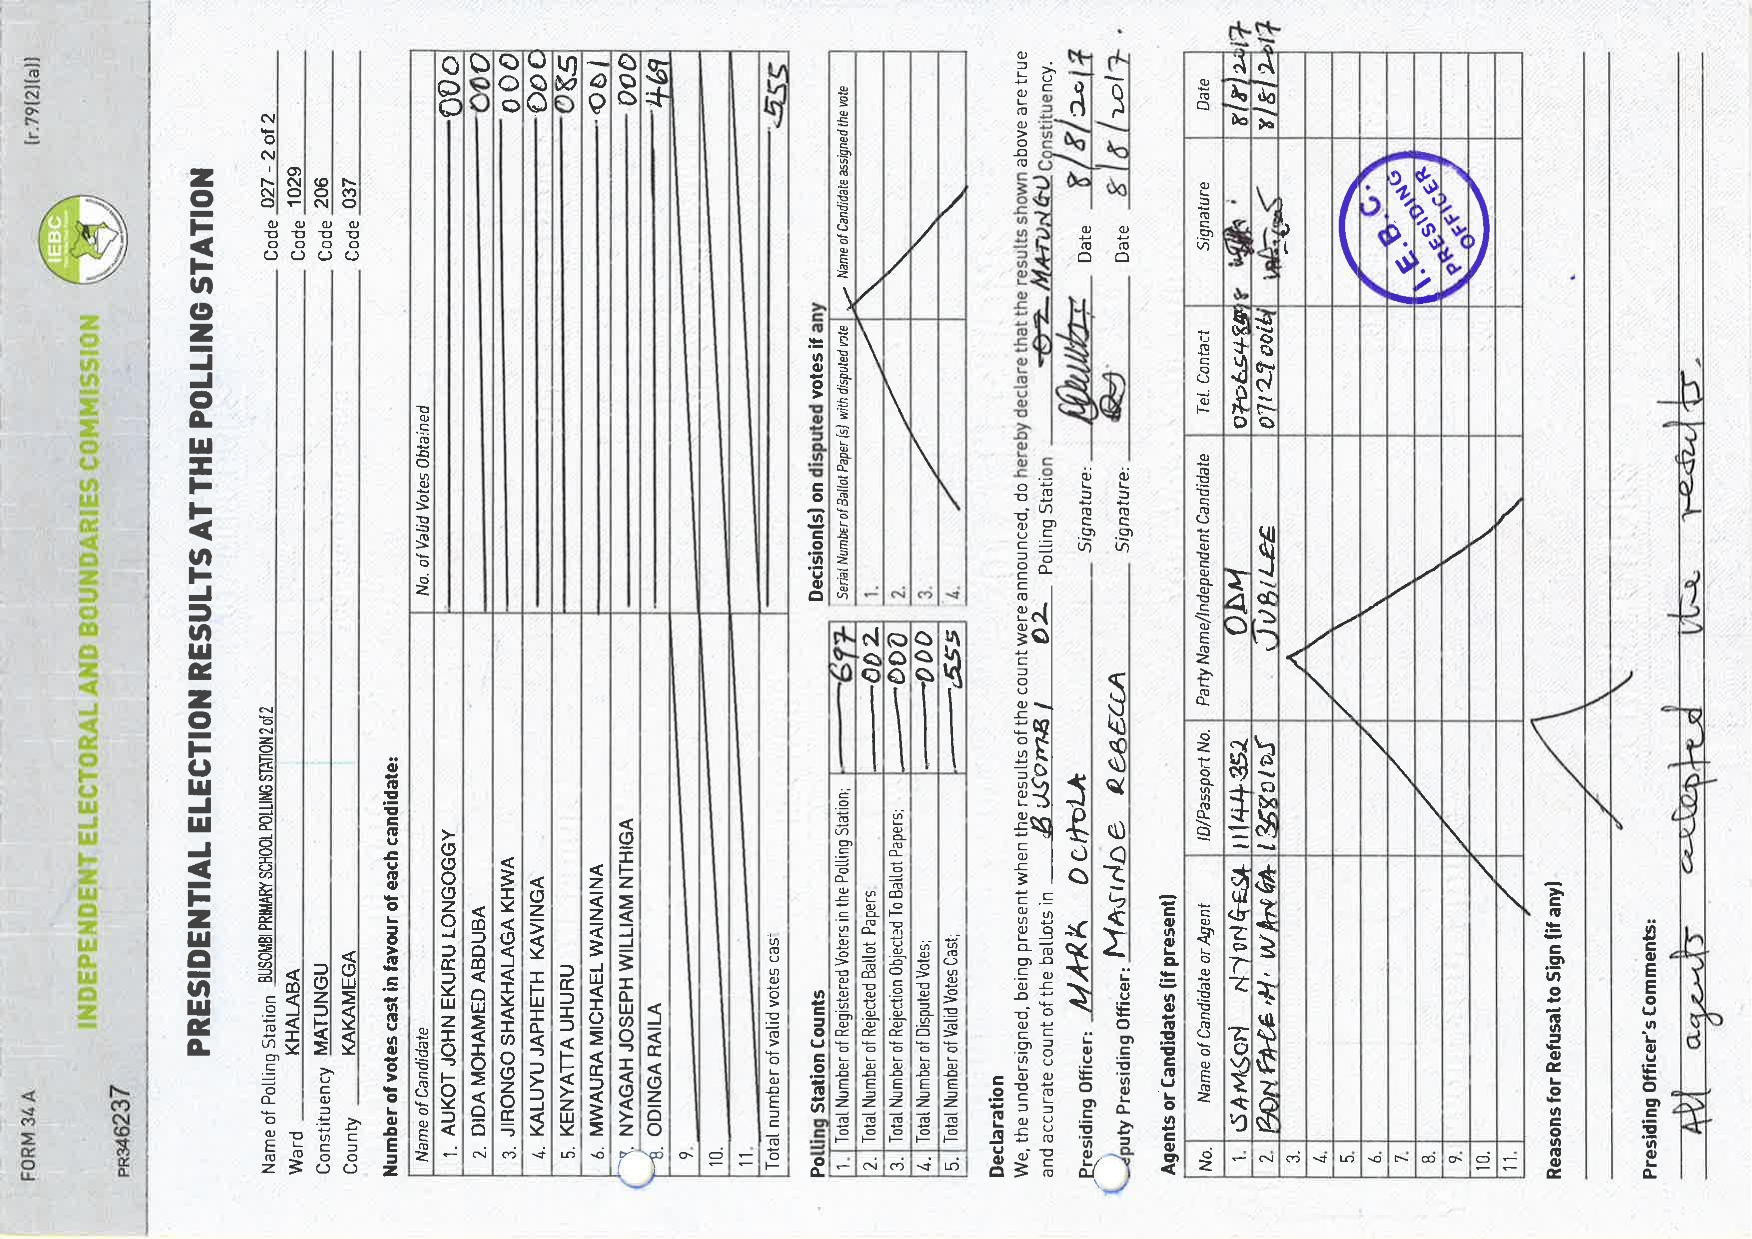 FORM 34 A
(r.79(2)(a))
IEBC
INDEPENDENT ELECTORAL AND BOUNDARIES COMMISSION
PR346237
PRESIDENTIAL ELECTION RESULTS AT THE POLLING STATION
Name of Polling Station BUSOMBI PRIMARY SCHOOL POLLING STATION 2 of 2 Code 027 - 2 of 2
Ward KHALABA Code 1029
Constituency MATUNGU Code 206
County KAKAMEGA Code 037
Number of votes cast in favour of each candidate:
Name of Candidate No. of Valid Votes Obtained
1. AUKOT JOHN EKURU LONGOGGY 000
2. DIDA MOHAMED ABDUBA 000
3. JIRONGO SHAKHALAGA KHWA 000
4. KALUYU JAPHETH KAVINGA 000
5. KENYATTA UHURU 085
6. MWAURA MICHAEL WAINAINA 001
7. NYAGAH JOSEPH WILLIAM NTHIGA 000
8. ODINGA RAILA 469
9.
10.
11.
Total number of valid votes cast 555
Polling Station Counts
1. Total Number of Registered Voters in the Polling Station; 697
2. Total Number of Rejected Ballot Papers 002
3. Total Number of Rejection Objected To Ballot Papers; 000
4. Total Number of Disputed Votes; 000
5. Total Number of Valid Votes Cast; 555
Decision(s) on disputed votes if any
Serial Number of Ballot Paper (s) with disputed vote Name of Candidate assigned the vote
1.
2.
3.
4.
Declaration
We, the undersigned, being present when the results of the count were announced, do hereby declare that the results shown above are true
and accurate count of the ballots in BUSOMBI 02 Polling Station 02 MATUNGU Constituency.
Presiding Officer: MARK OCHOLA Signature: Date 8/8/2017
eputy Presiding Officer: MASINDE REBECCA Signature: Date 8/8/2017.
Agents or Candidates (if present)
No. Name of Candidate or Agent ID/Passport No. Party Name/Independent Candidate Tel. Contact Signature Date
1. SAMSON NYONGESA 11444352 ODM 8/8/2017
2. BONFACE M. WANGA 13580105 JUBILEE 8/8/2017
3.
4.
5.
6.
7.
8.
9.
10.
11.
I.E.B.C.
PRESIDING
OFFICER
Reasons for Refusal to Sign (if any)
Presiding Officer's Comments:
All agents accepted the results.